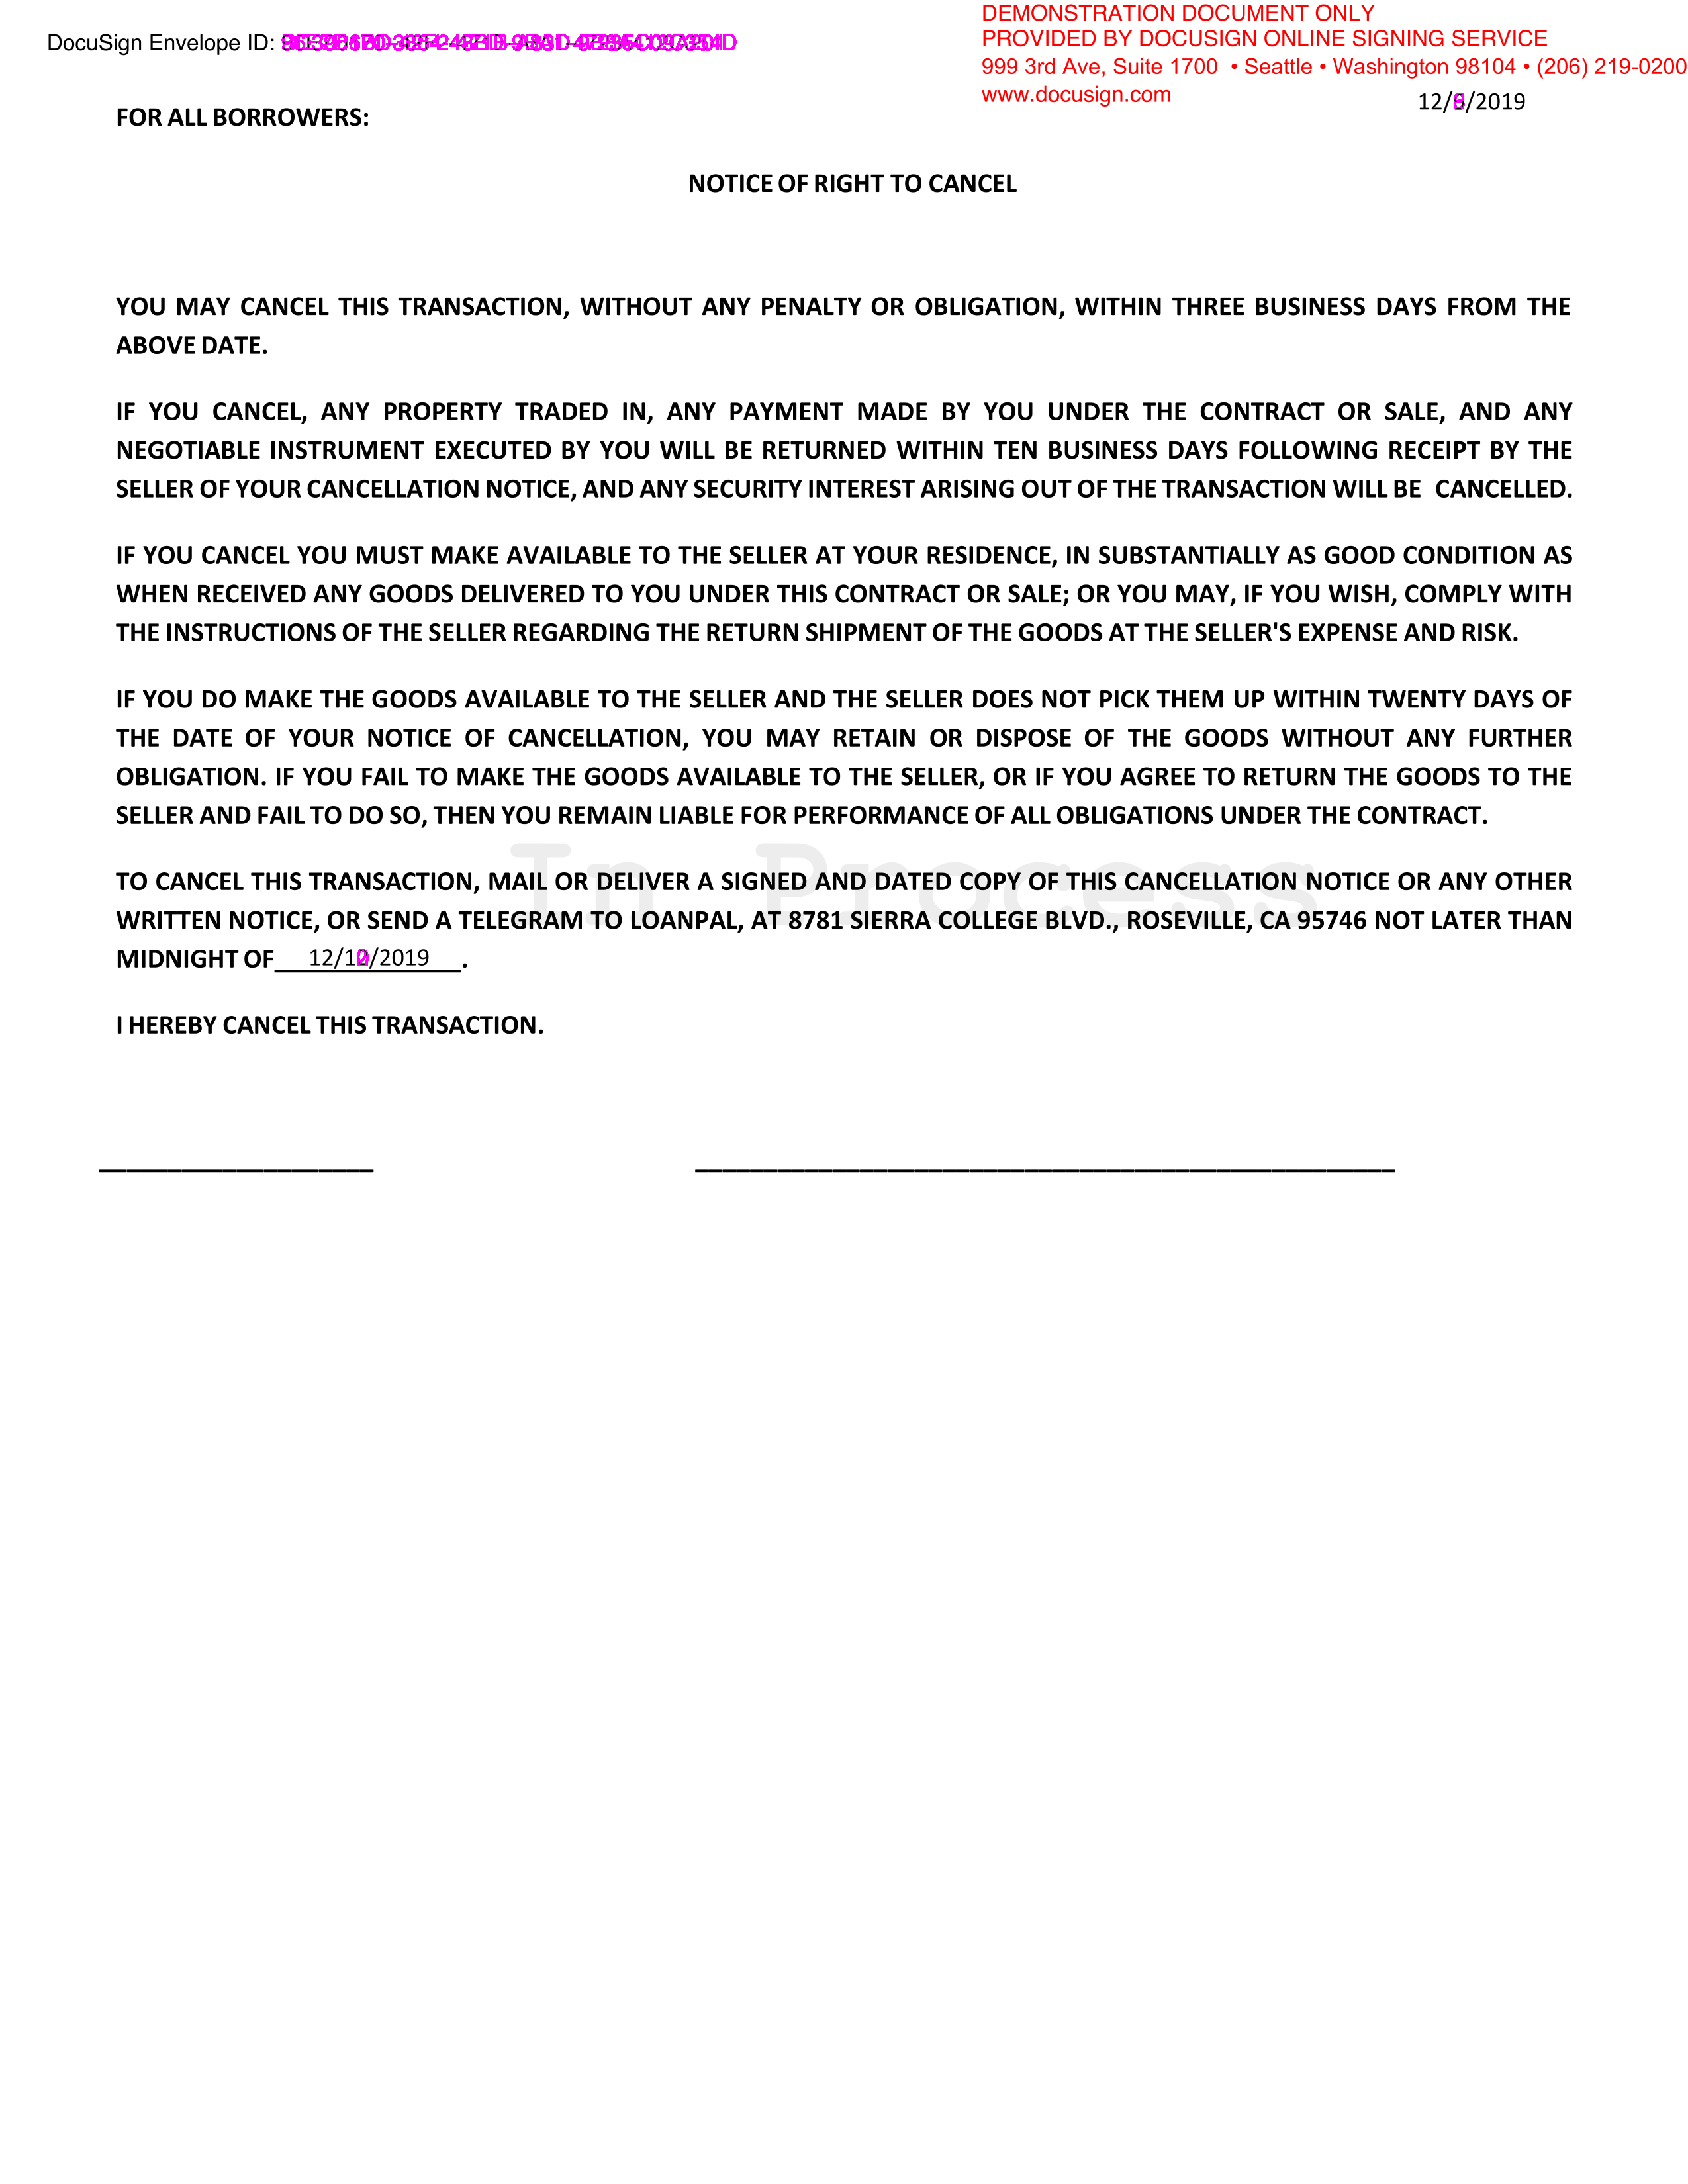 DEMONSTRATION DOCUMENT ONLY
DocuSign Envelope ID:
PROVIDED BY DOCUSIGN ONLINE SIGNING SERVICE
999 3rd Ave, Suite 1700 • Seattle • Washington 98104 • (206) 219-0200
www.docusign.com
FOR ALL BORROWERS:
NOTICE OF RIGHT TO CANCEL
YOU MAY CANCEL THIS TRANSACTION, WITHOUT ANY PENALTY OR OBLIGATION, WITHIN THREE BUSINESS DAYS FROM THE
ABOVE DATE.
IF YOU CANCEL, ANY PROPERTY TRADED IN, ANY PAYMENT MADE BY YOU UNDER THE CONTRACT OR SALE, AND ANY
NEGOTIABLE INSTRUMENT EXECUTED BY YOU WILL BE RETURNED WITHIN TEN BUSINESS DAYS FOLLOWING RECEIPT BY THE
SELLER OF YOUR CANCELLATION NOTICE, AND ANY SECURITY INTEREST ARISING OUT OF THE TRANSACTION WILL BE CANCELLED.
IF YOU CANCEL YOU MUST MAKE AVAILABLE TO THE SELLER AT YOUR RESIDENCE, IN SUBSTANTIALLY AS GOOD CONDITION AS
WHEN RECEIVED ANY GOODS DELIVERED TO YOU UNDER THIS CONTRACT OR SALE; OR YOU MAY, IF YOU WISH, COMPLY WITH
THE INSTRUCTIONS OF THE SELLER REGARDING THE RETURN SHIPMENT OF THE GOODS AT THE SELLER'S EXPENSE AND RISK.
IF YOU DO MAKE THE GOODS AVAILABLE TO THE SELLER AND THE SELLER DOES NOT PICK THEM UP WITHIN TWENTY DAYS OF
THE DATE OF YOUR NOTICE OF CANCELLATION, YOU MAY RETAIN OR DISPOSE OF THE GOODS WITHOUT ANY FURTHER
OBLIGATION. IF YOU FAIL TO MAKE THE GOODS AVAILABLE TO THE SELLER, OR IF YOU AGREE TO RETURN THE GOODS TO THE
SELLER AND FAIL TO DO SO, THEN YOU REMAIN LIABLE FOR PERFORMANCE OF ALL OBLIGATIONS UNDER THE CONTRACT.
In Process
TO CANCEL THIS TRANSACTION, MAIL OR DELIVER A SIGNED AND DATED COPY OF THIS CANCELLATION NOTICE OR ANY OTHER
WRITTEN NOTICE, OR SEND A TELEGRAM TO LOANPAL, AT 8781 SIERRA COLLEGE BLVD., ROSEVILLE, CA 95746 NOT LATER THAN
MIDNIGHT OF .
I HEREBY CANCEL THIS TRANSACTION.